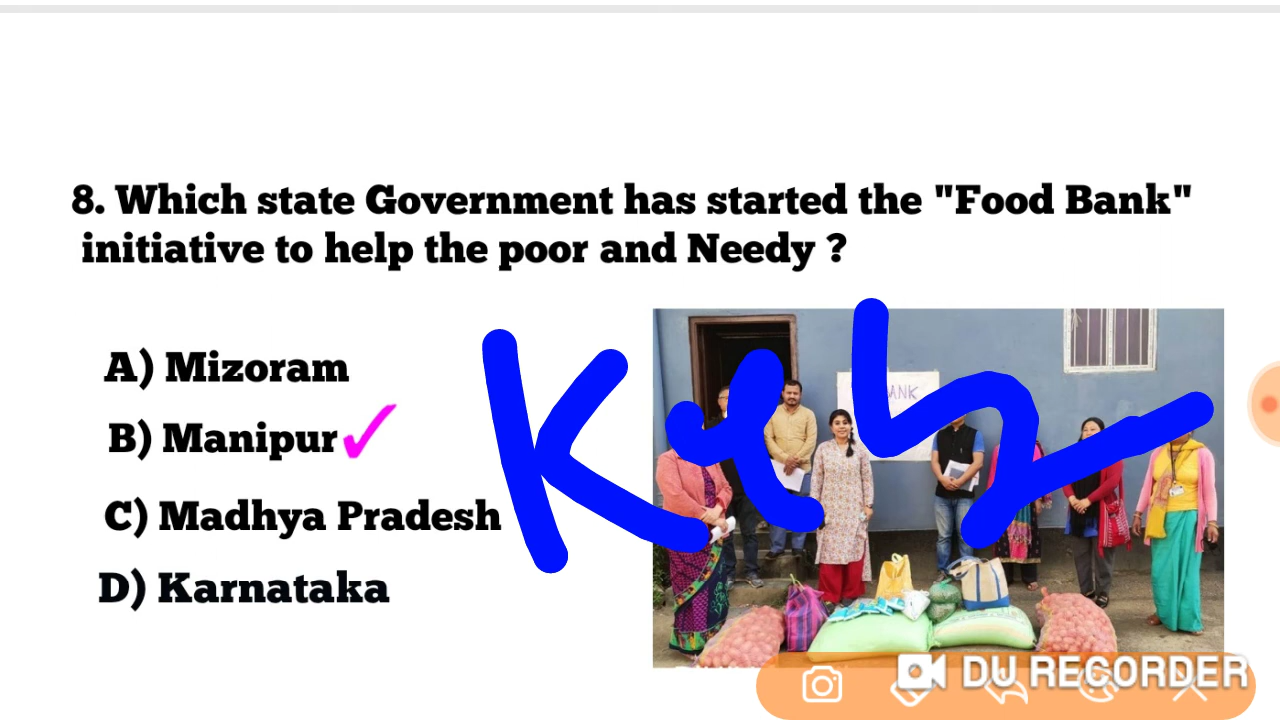 8. Which state Government has started the "Food Bank"
initiative to help the poor and Needy ?
A) Mizoram
B) Manipur
C) Madhya Pradesh
D) Karnataka
DU RECORDER